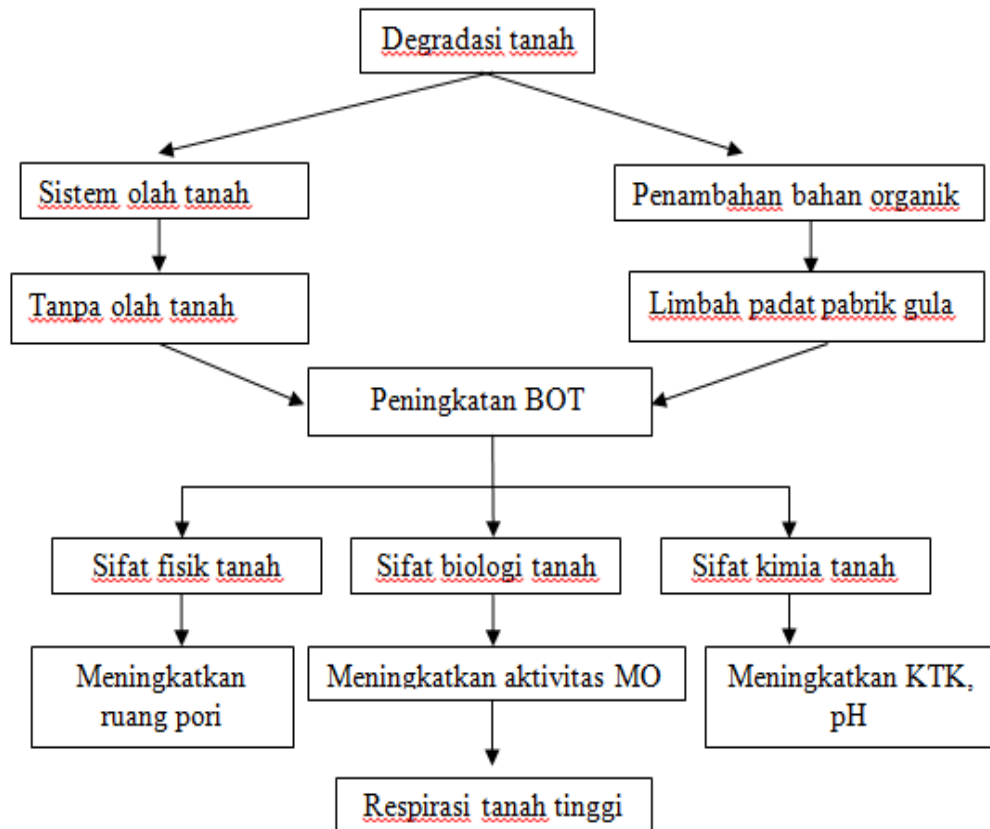 Degradasi tanah
Sistem olah tanah
Penambahan bahan organik
Tanpa olah tanah
Limbah padat pabrik gula
Peningkatan BOT
Sifat fisik tanah
Sifat biologi tanah
Sifat kimia tanah
Meningkatkan
ruang pori
Meningkatkan aktivitas MO
Meningkatkan KTK,
pH
Respirasi tanah tinggi